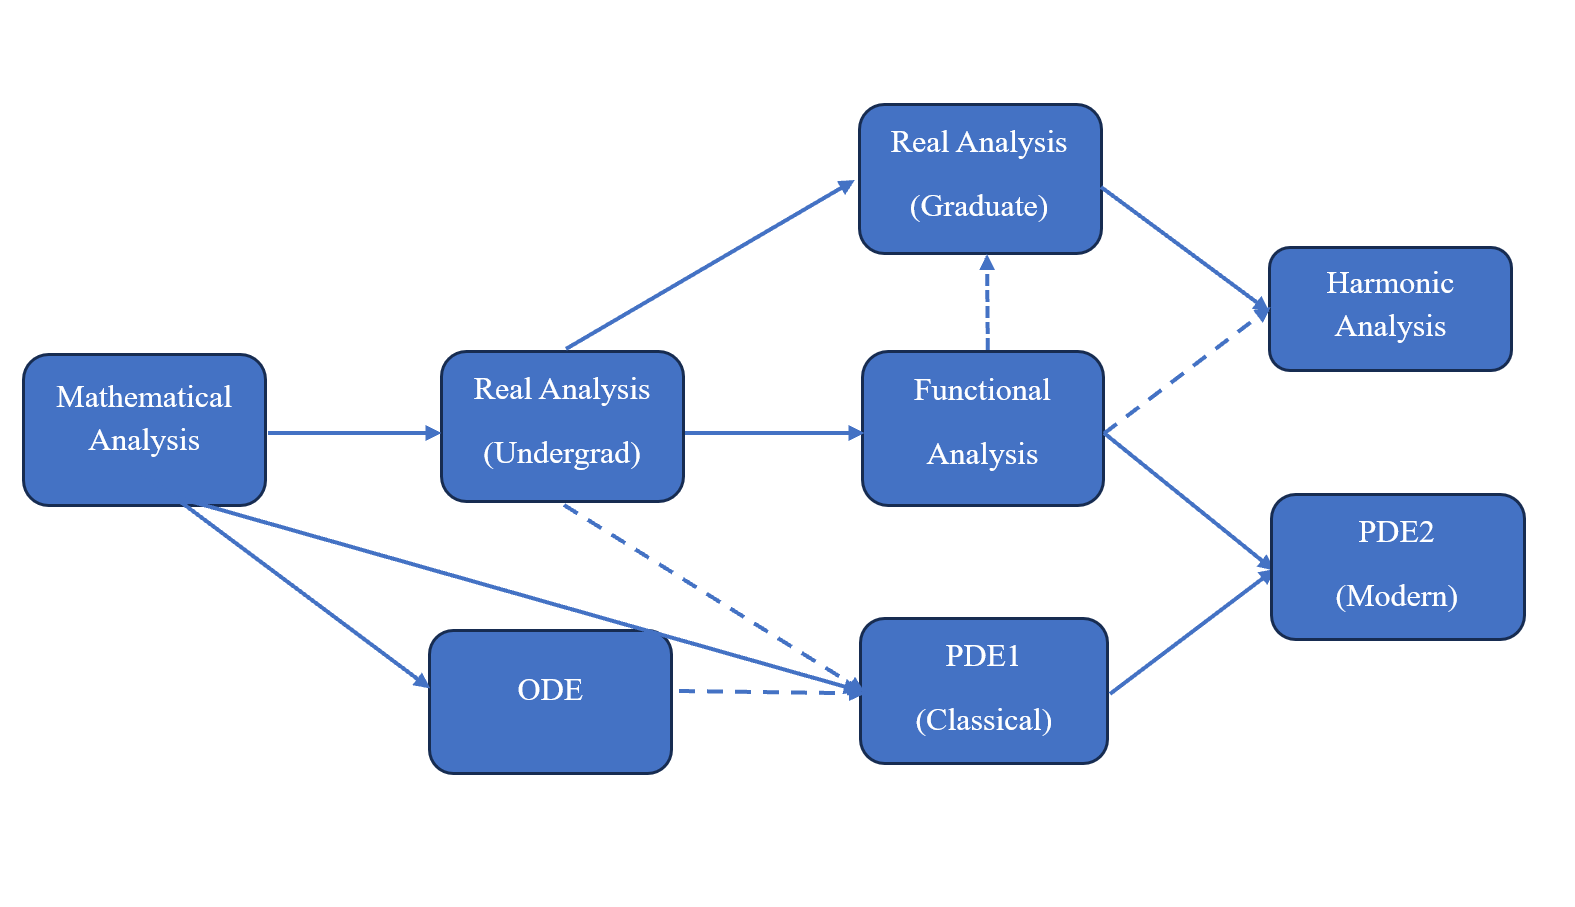 Real Analysis
(Graduate)
Harmonic
Analysis
Mathematical
Analysis
Real Analysis
(Undergrad)
Functional
Analysis
PDE2
(Modern)
ODE
PDE1
(Classical)